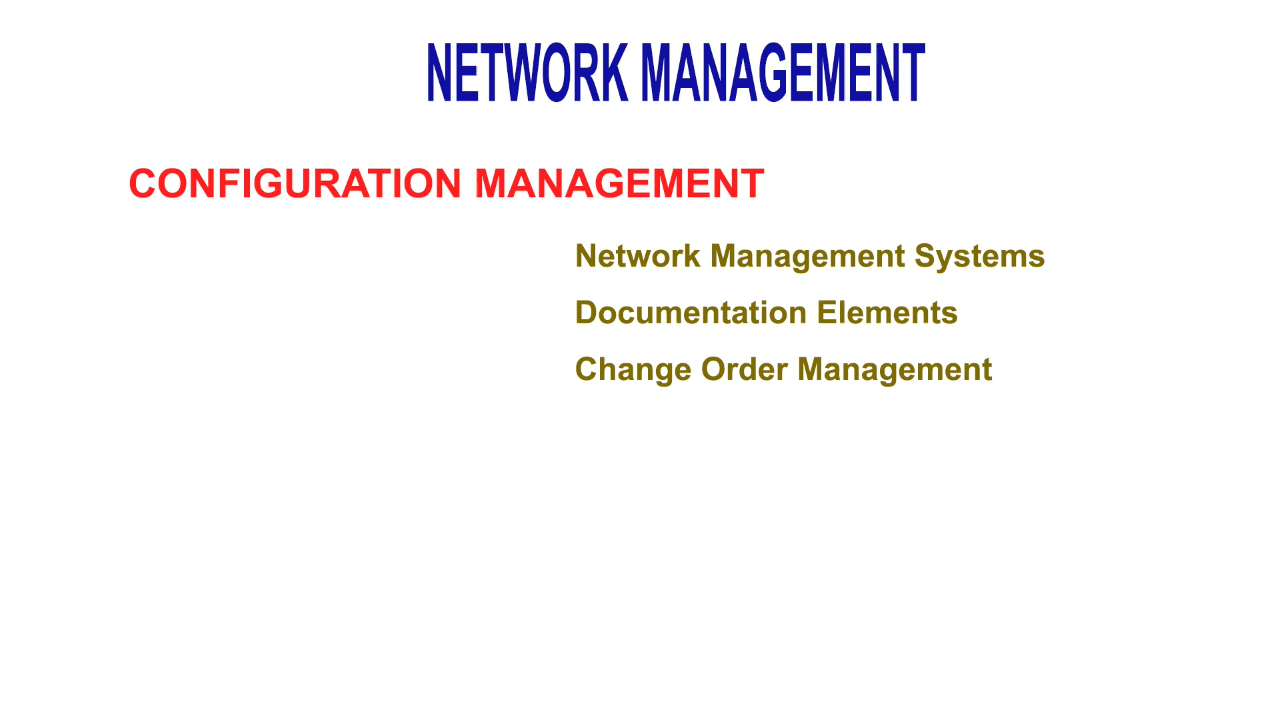 NETWORK MANAGEMENT
CONFIGURATION MANAGEMENT
Network Management Systems
Documentation Elements
Change Order Management